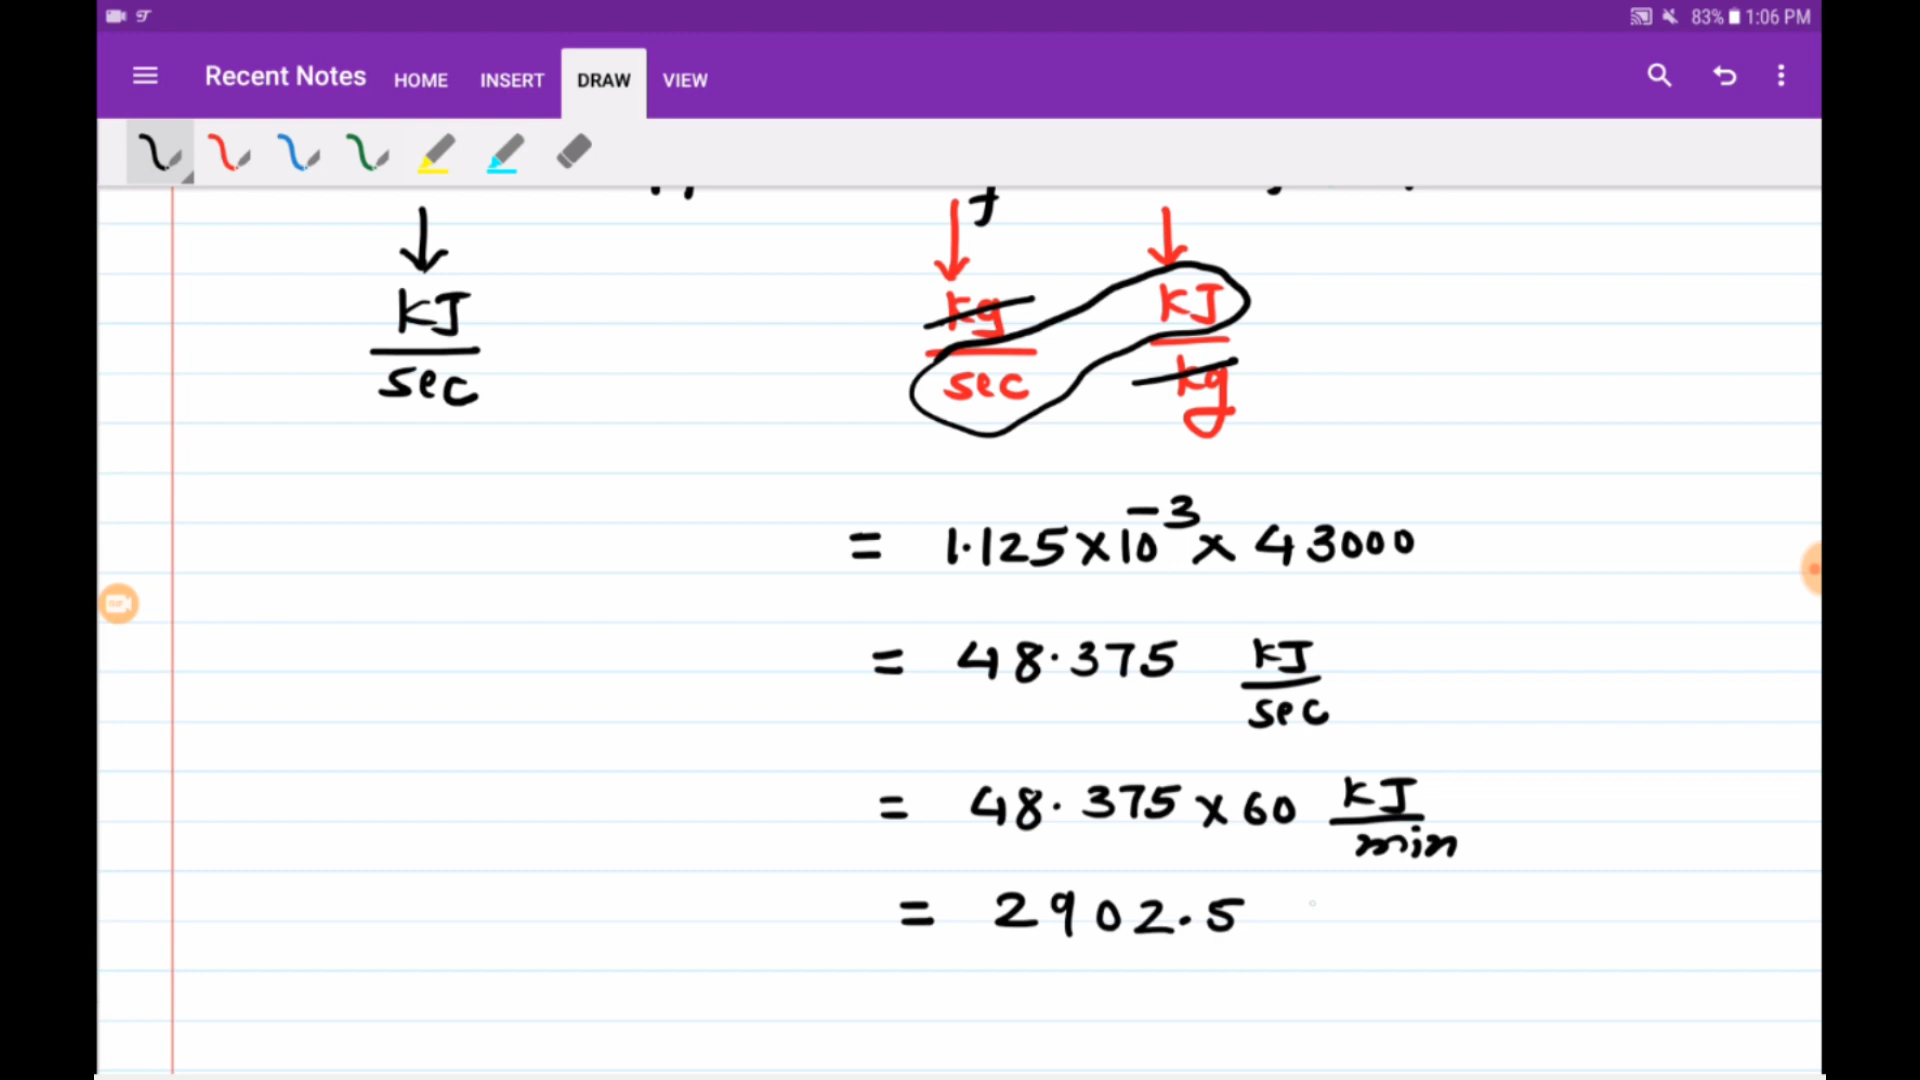 83% 1:06 PM
Recent Notes HOME INSERT DRAW VIEW
kJ
sec
kg
sec
kJ
kg
= 1.125×10⁻³× 43000
= 48.375 kJ
sec
= 48.375×60 kJ
min
= 2902.5